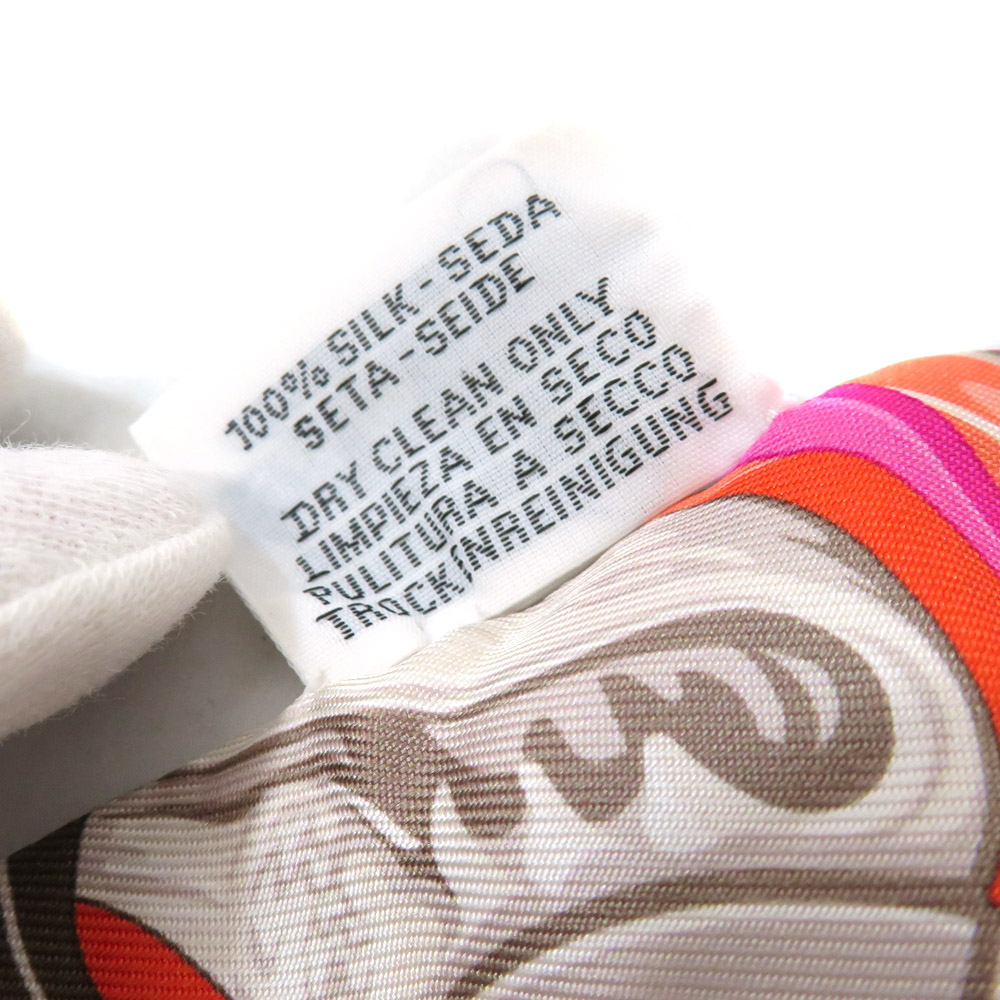 100% SILK - SEDA
SETA - SEIDE
DRY CLEAN ONLY
LIMPIEZA EN SECO
PULITURA A SECCO
TROCKENREINIGUNG